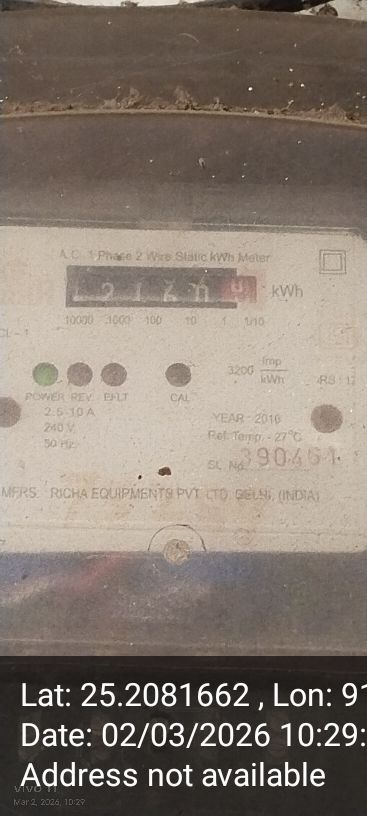 A.C. 1 Phase 2 Wire Static kWh Meter
kWh
10000 1000 100 10 1 1/10
CL - 1
3200 Imp/kWh
POWER REV. E/LT CAL
2.5-10 A
240 V
50 Hz
YEAR - 2016
Ref. Temp. - 27°C
SL. No. 390461
MFRS. RICHA EQUIPMENTS PVT. LTD. DELHI, (INDIA)
Lat: 25.2081662 , Lon: 91
Date: 02/03/2026 10:29:
Address not available
vivo
Mar 2, 2026, 10:29